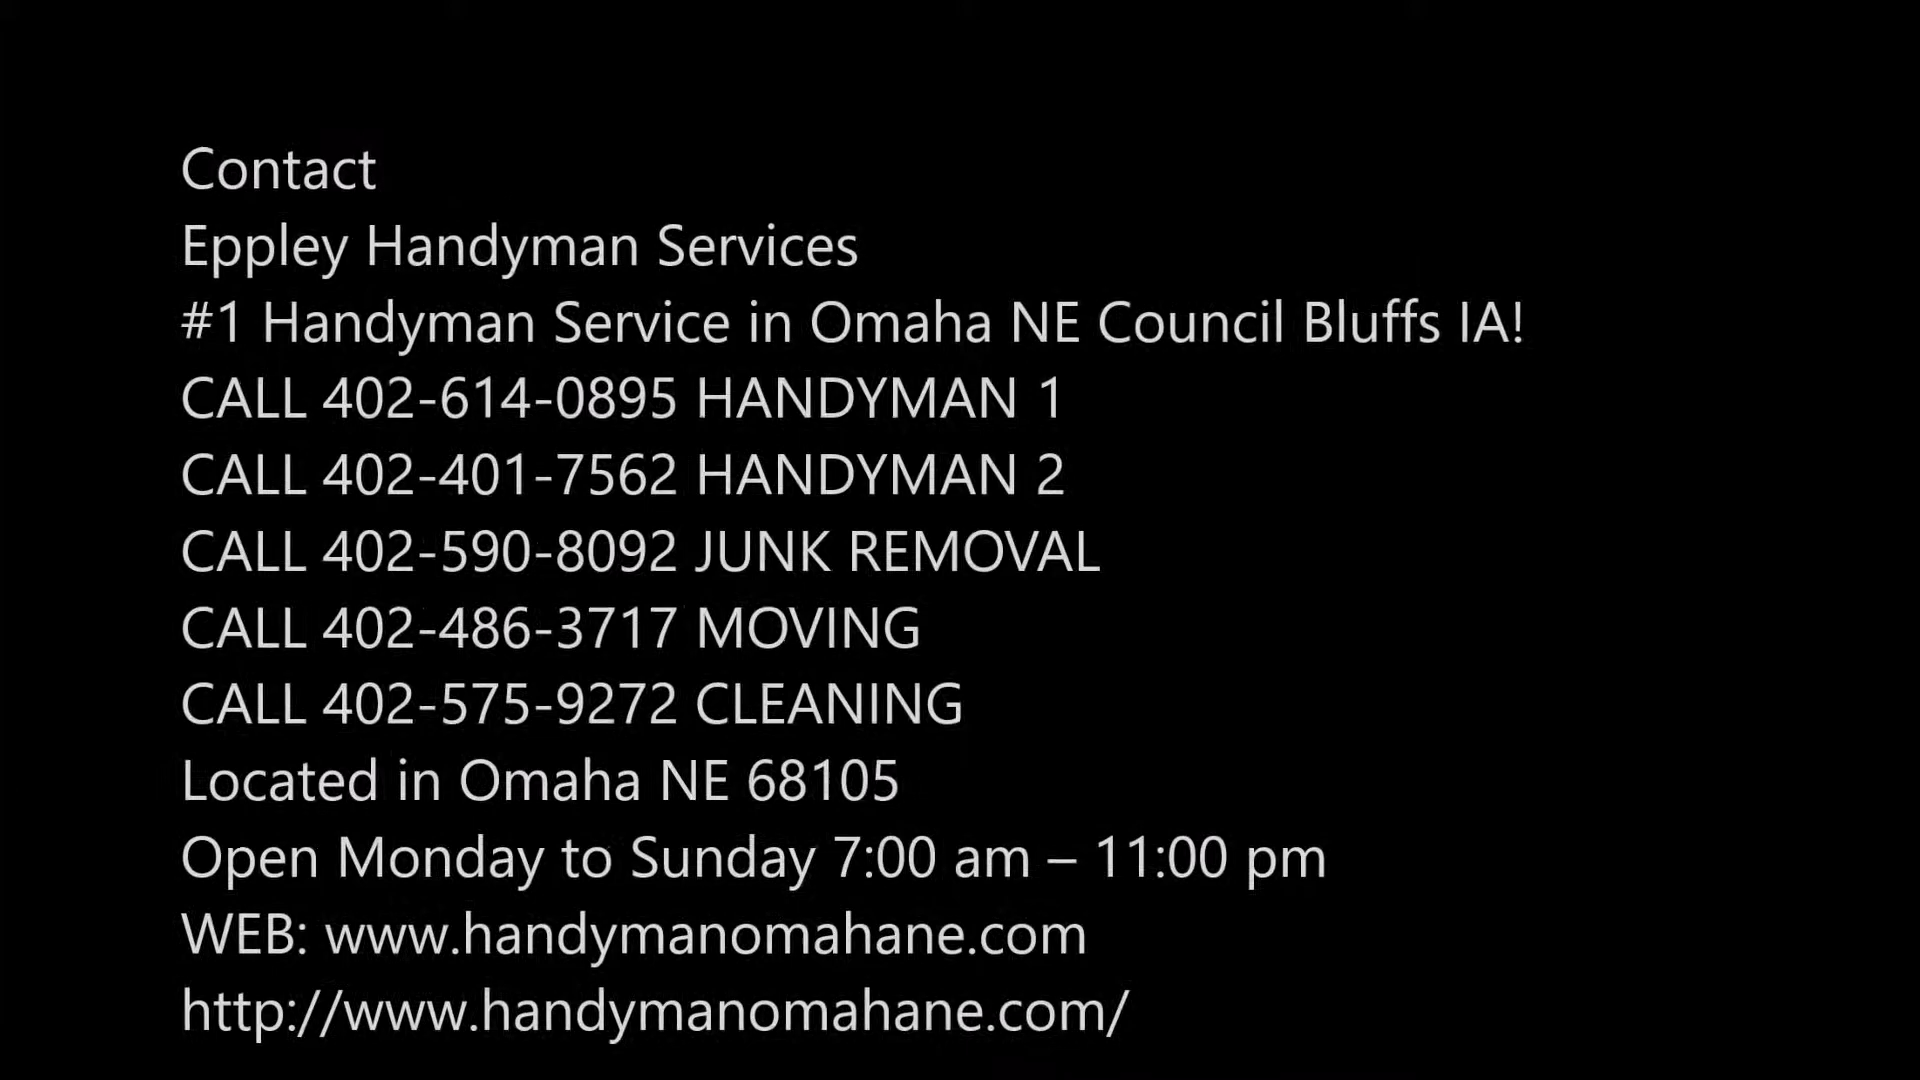 Contact
Eppley Handyman Services
#1 Handyman Service in Omaha NE Council Bluffs IA!
CALL 402-614-0895 HANDYMAN 1
CALL 402-401-7562 HANDYMAN 2
CALL 402-590-8092 JUNK REMOVAL
CALL 402-486-3717 MOVING
CALL 402-575-9272 CLEANING
Located in Omaha NE 68105
Open Monday to Sunday 7:00 am – 11:00 pm
WEB: www.handymanomahane.com
http://www.handymanomahane.com/